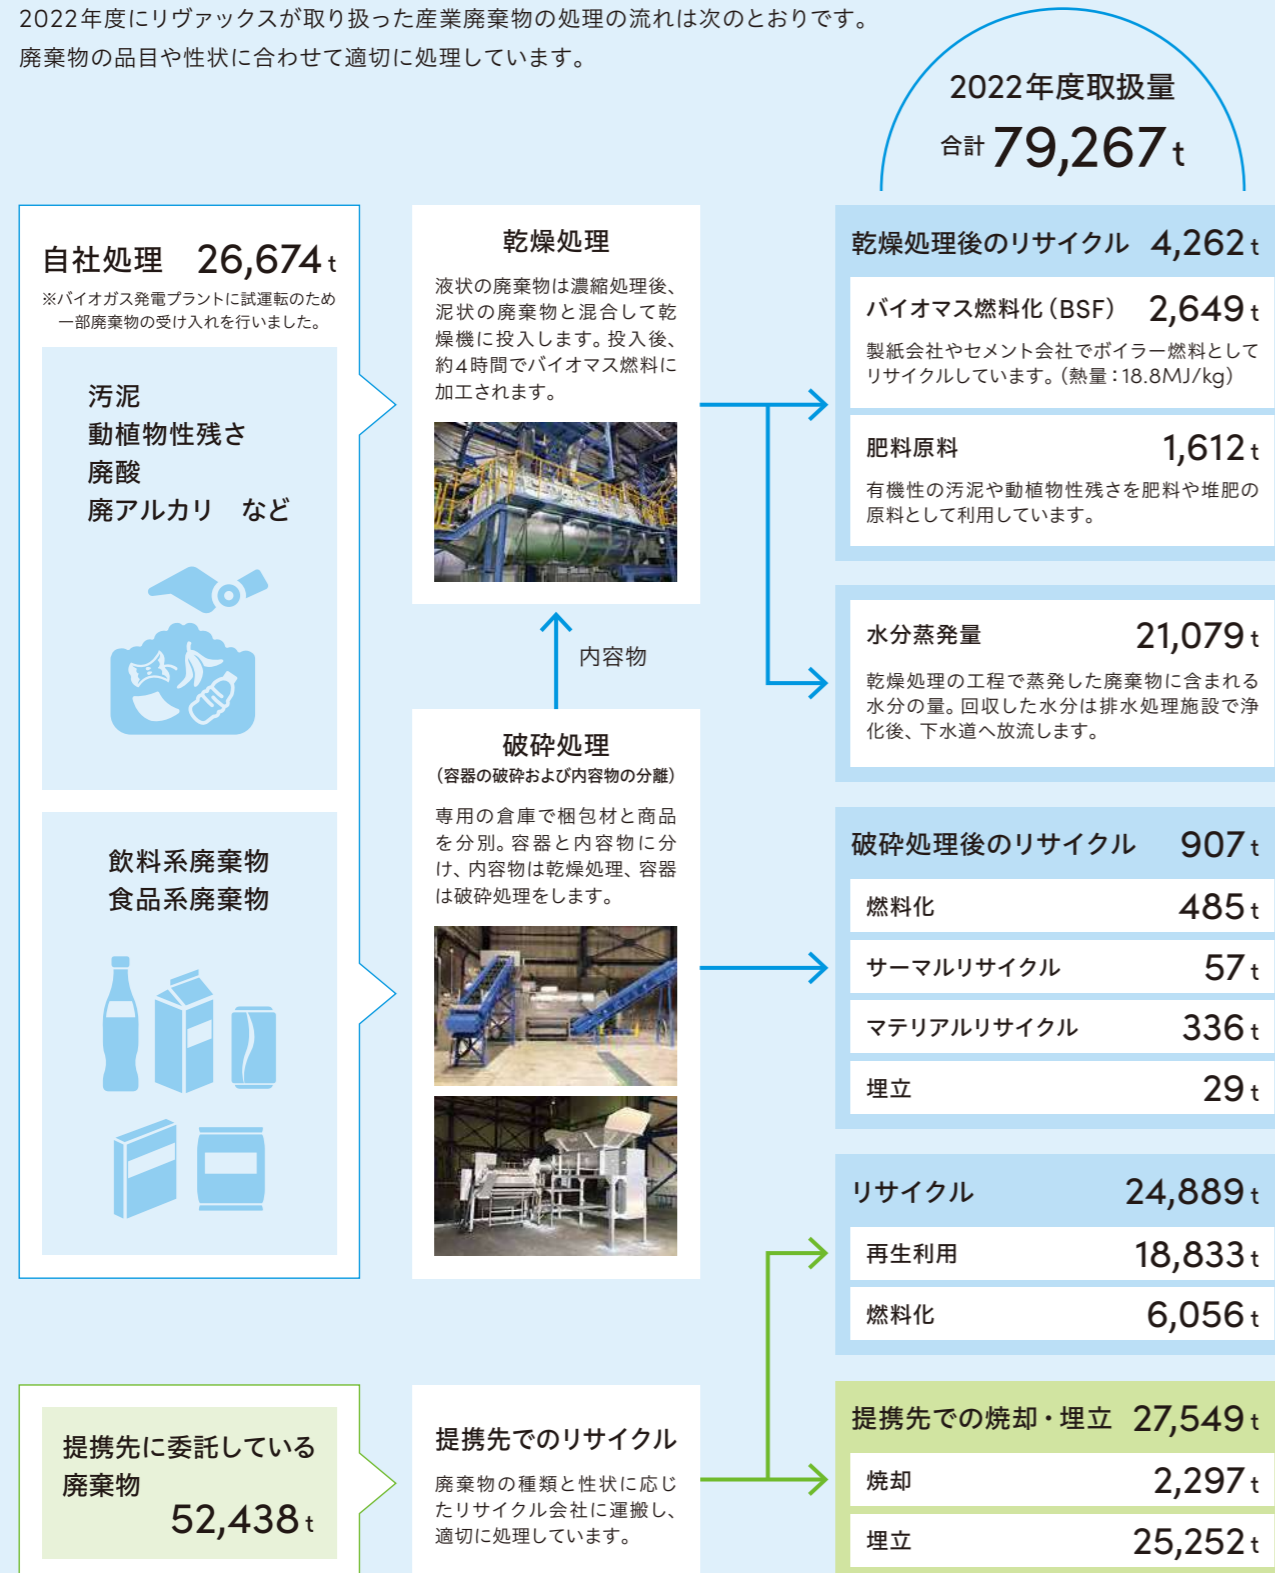 2022年度にリヴァックスが取り扱った産業廃棄物の処理の流れは次のとおりです。
廃棄物の品目や性状に合わせて適切に処理しています。
2022年度取扱量
合計 79,267 t
自社処理 26,674 t
※バイオガス発電プラントに試運転のため
一部廃棄物の受け入れを行いました。
汚泥
動植物性残さ
廃酸
廃アルカリ など
飲料系廃棄物
食品系廃棄物
提携先に委託している
廃棄物
52,438 t
乾燥処理
液状の廃棄物は濃縮処理後、
泥状の廃棄物と混合して乾
燥機に投入します。投入後、
約4時間でバイオマス燃料に
加工されます。
内容物
破砕処理
(容器の破砕および内容物の分離)
専用の倉庫で梱包材と商品
を分別。容器と内容物に分
け、内容物は乾燥処理、容器
は破砕処理をします。
提携先でのリサイクル
廃棄物の種類と性状に応じ
たリサイクル会社に運搬し、
適切に処理しています。
乾燥処理後のリサイクル 4,262 t
バイオマス燃料化(BSF) 2,649 t
製紙会社やセメント会社でボイラー燃料として
リサイクルしています。(熱量:18.8MJ/kg)
肥料原料 1,612 t
有機性の汚泥や動植物性残さを肥料や堆肥の
原料として利用しています。
水分蒸発量 21,079 t
乾燥処理の工程で蒸発した廃棄物に含まれる
水分の量。回収した水分は排水処理施設で浄
化後、下水道へ放流します。
破砕処理後のリサイクル 907 t
燃料化 485 t
サーマルリサイクル 57 t
マテリアルリサイクル 336 t
埋立 29 t
リサイクル 24,889 t
再生利用 18,833 t
燃料化 6,056 t
提携先での焼却・埋立 27,549 t
焼却 2,297 t
埋立 25,252 t